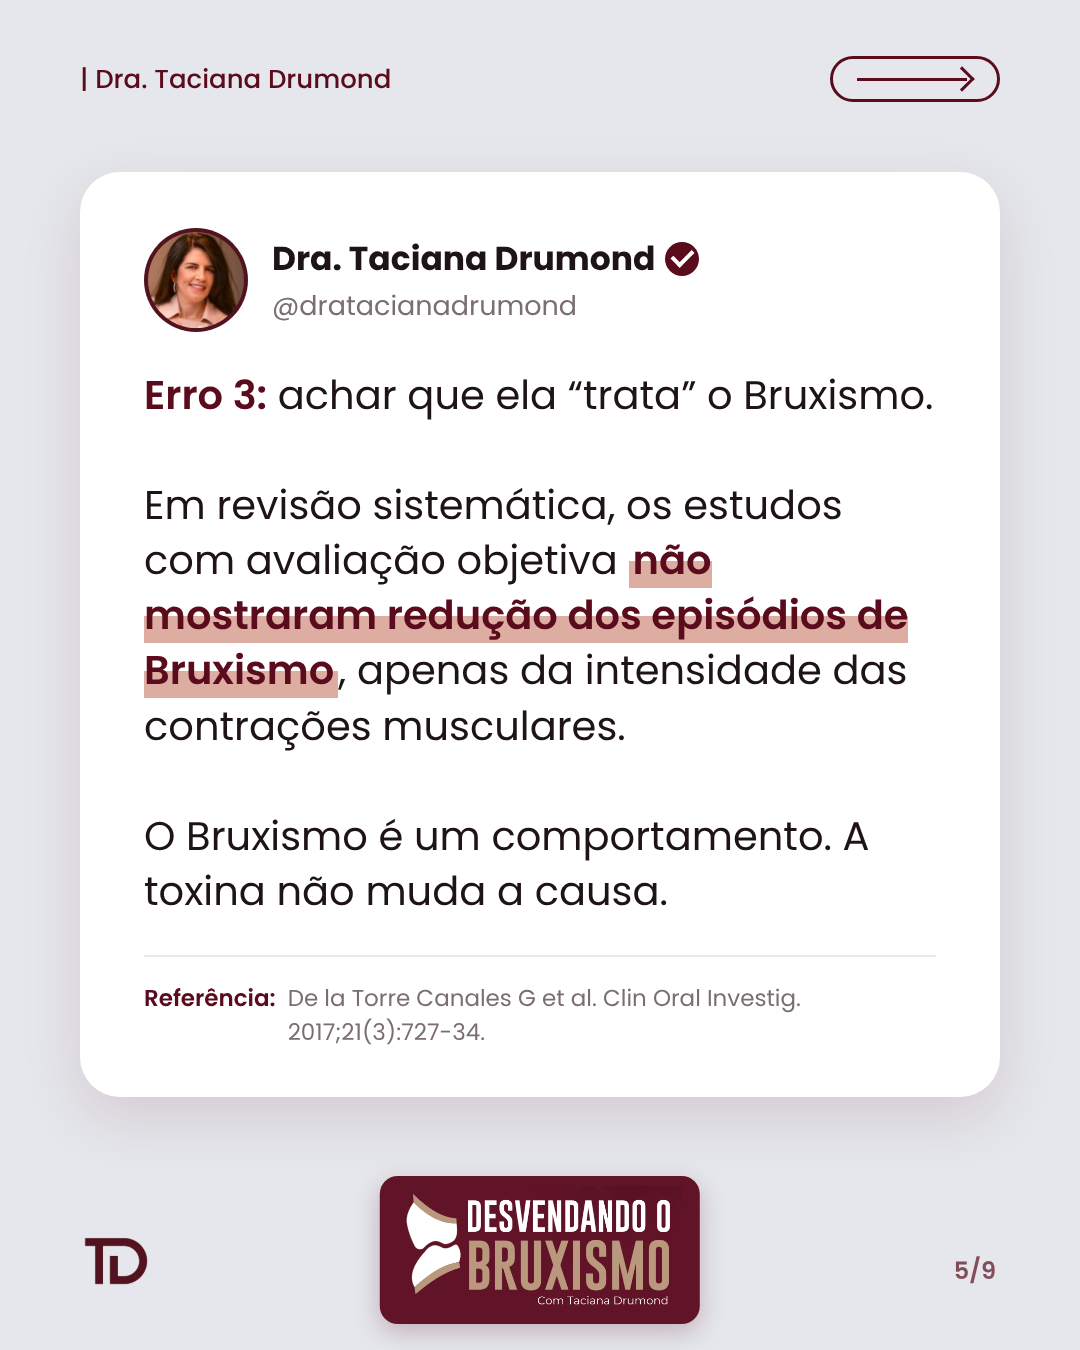 | Dra. Taciana Drumond
Dra. Taciana Drumond
@dratacianadrumond
Erro 3: achar que ela “trata” o Bruxismo.
Em revisão sistemática, os estudos
com avaliação objetiva não
mostraram redução dos episódios de
Bruxismo, apenas da intensidade das
contrações musculares.
O Bruxismo é um comportamento. A
toxina não muda a causa.
Referência: De la Torre Canales G et al. Clin Oral Investig.
2017;21(3):727-34.
TD
DESVENDANDO O
BRUXISMO
Com Taciana Drumond
5/9